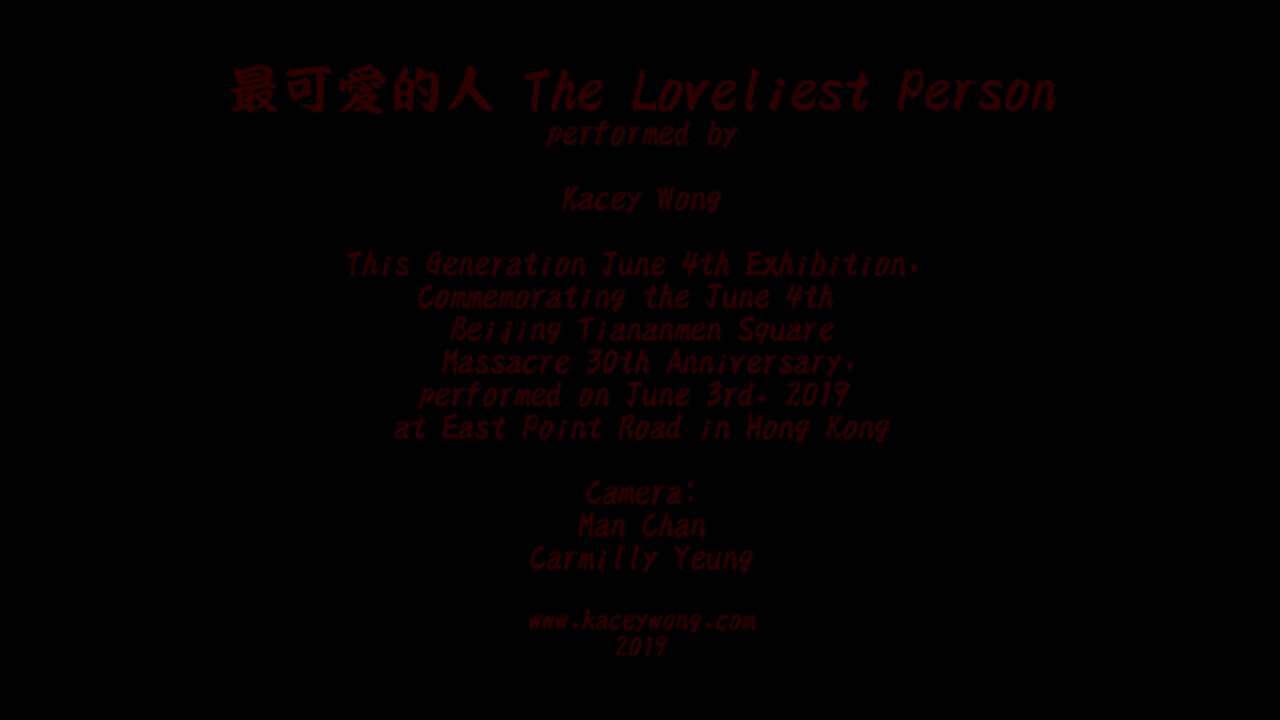 最可愛的人 The Loveliest Person
performed by
Kacey Wong
This Generation June 4th Exhibition.
Commemorating the June 4th
Beijing Tiananmen Square
Massacre 30th Anniversary.
performed on June 3rd. 2019
at East Point Road in Hong Kong
Camera:
Man Chan
Carmilly Yeung
www.kaceywong.com
2019